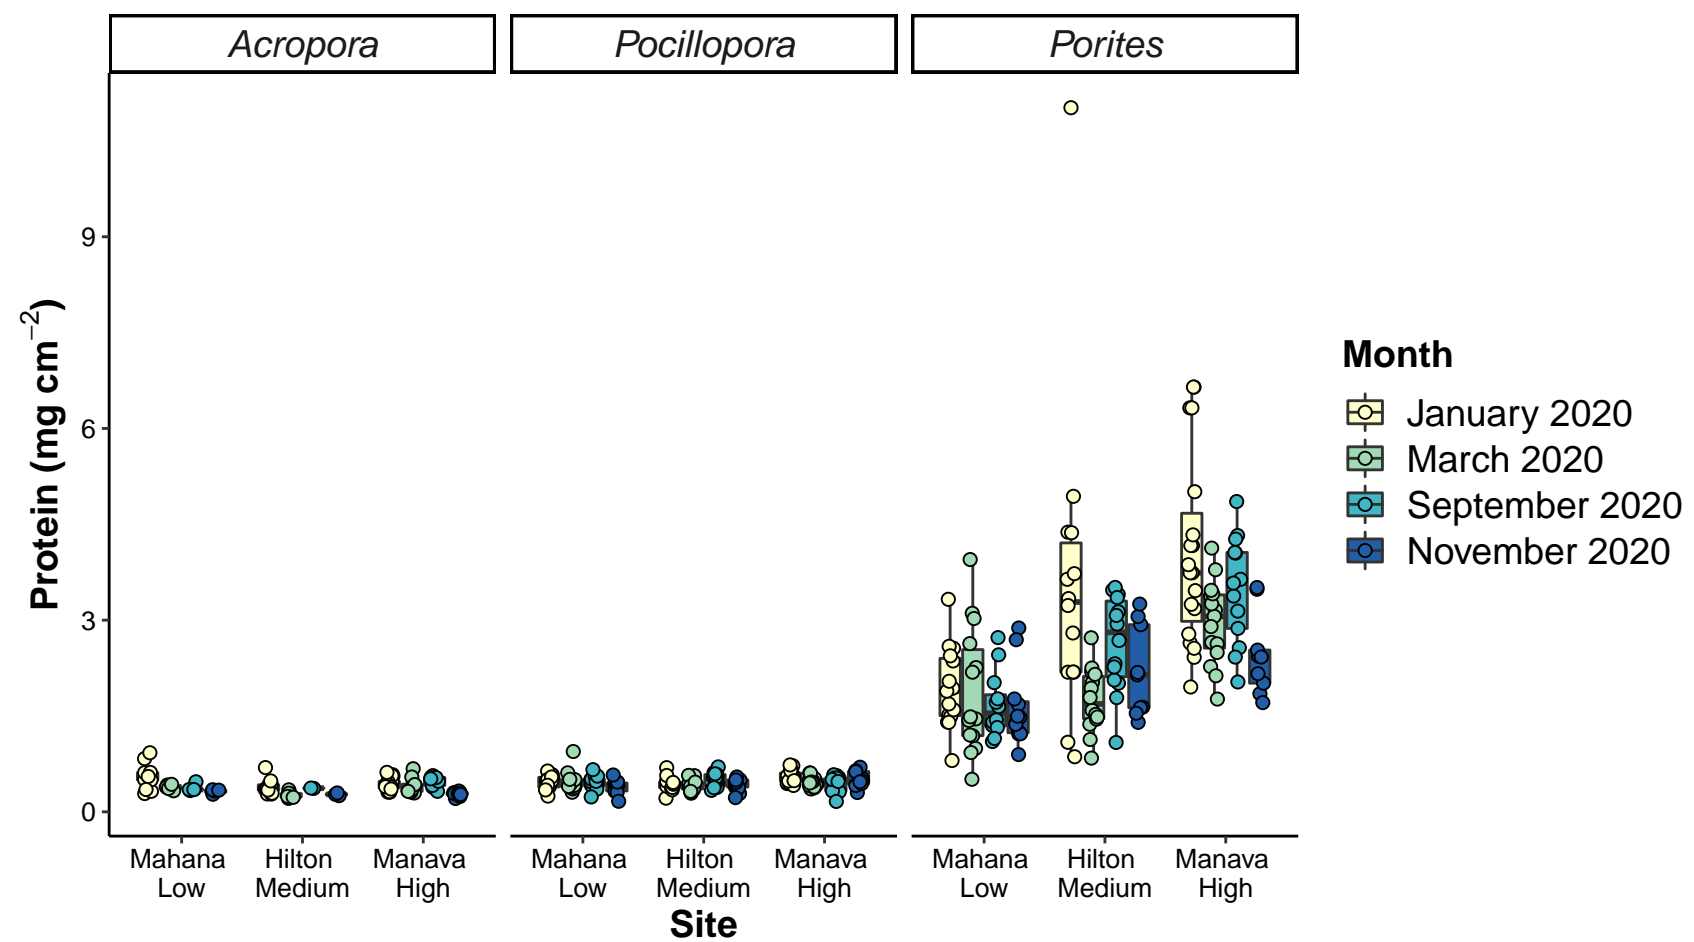 Acropora
Pocillopora
Porites
Protein (mg cm⁻²)
9
6
3
0
Mahana Low
Hilton Medium
Manava High
Mahana Low
Hilton Medium
Manava High
Mahana Low
Hilton Medium
Manava High
Site
Month
January 2020
March 2020
September 2020
November 2020